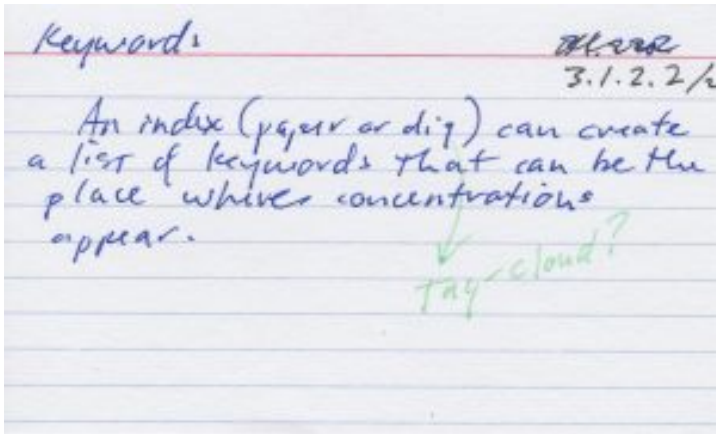 Keywords
3.1.2.2/2
An index (paper or dig) can create
a list of keywords that can be the
place where concentrations
appear.
tag-cloud?